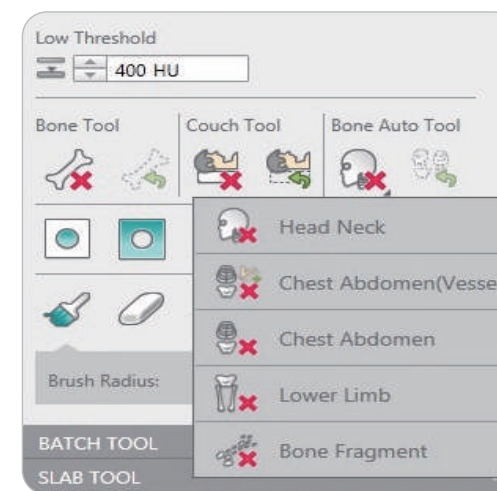 Low Threshold
400 HU
Bone Tool Couch Tool Bone Auto Tool
Head Neck
Chest Abdomen(Vesse
Chest Abdomen
Brush Radius:
Lower Limb
BATCH TOOL
Bone Fragment
SLAB TOOL